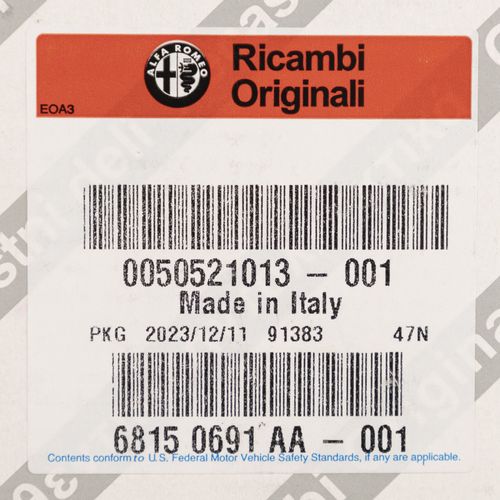 ALFA ROMEO
Ricambi
Originali
EOA3
0050521013 - 001
Made in Italy
PKG 2023/12/11 91383 47N
6815 0691 AA - 001
Contents conform to U.S. Federal Motor Vehicle Safety Standards, if any are applicable.